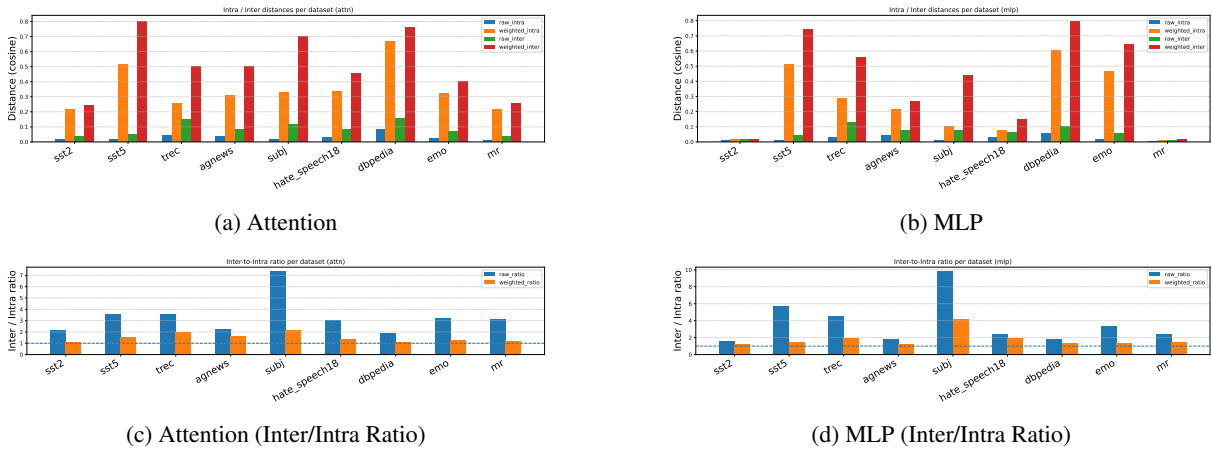 Intra / Inter distances per dataset (attn)
Distance (cosine)
0.8
0.7
0.6
0.5
0.4
0.3
0.2
0.1
0.0
raw_intra
weighted_intra
raw_inter
weighted_inter
sst2
sst5
trec
agnews
subj
hate_speech18
dbpedia
emo
mr
(a) Attention
Intra / Inter distances per dataset (mlp)
Distance (cosine)
0.8
0.7
0.6
0.5
0.4
0.3
0.2
0.1
0.0
raw_intra
weighted_intra
raw_inter
weighted_inter
sst2
sst5
trec
agnews
subj
hate_speech18
dbpedia
emo
mr
(b) MLP
Inter-to-Intra ratio per dataset (attn)
Inter / Intra ratio
7
6
5
4
3
2
1
0
raw_ratio
weighted_ratio
sst2
sst5
trec
agnews
subj
hate_speech18
dbpedia
emo
mr
(c) Attention (Inter/Intra Ratio)
Inter-to-Intra ratio per dataset (mlp)
Inter / Intra ratio
10
8
6
4
2
0
raw_ratio
weighted_ratio
sst2
sst5
trec
agnews
subj
hate_speech18
dbpedia
emo
mr
(d) MLP (Inter/Intra Ratio)